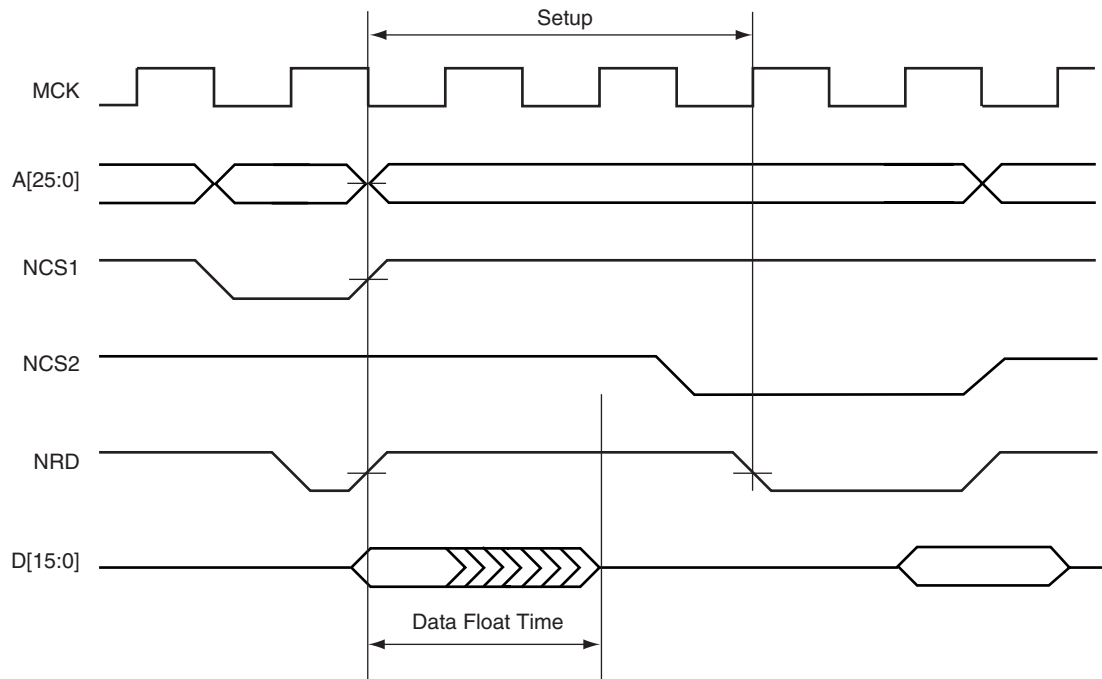 Setup
MCK
A[25:0]
NCS1
NCS2
NRD
D[15:0]
Data Float Time